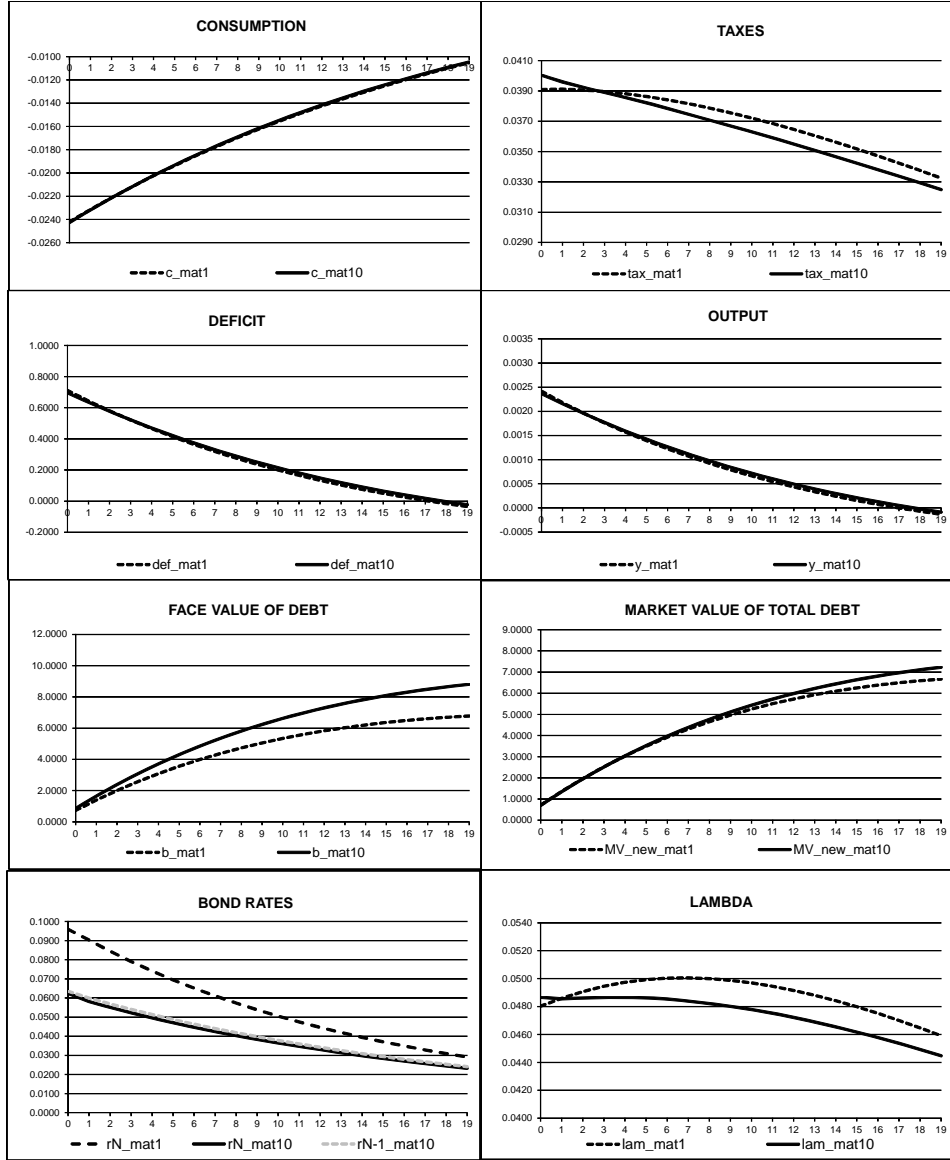 CONSUMPTION
-0.0100
-0.0120
-0.0140
-0.0160
-0.0180
-0.0200
-0.0220
-0.0240
-0.0260
0 1 2 3 4 5 6 7 8 9 10 11 12 13 14 15 16 17 18 19
c_mat1 c_mat10
TAXES
0.0410
0.0390
0.0370
0.0350
0.0330
0.0310
0.0290
0 1 2 3 4 5 6 7 8 9 10 11 12 13 14 15 16 17 18 19
tax_mat1 tax_mat10
DEFICIT
1.0000
0.8000
0.6000
0.4000
0.2000
0.0000
-0.2000
0 1 2 3 4 5 6 7 8 9 10 11 12 13 14 15 16 17 18 19
def_mat1 def_mat10
OUTPUT
0.0035
0.0030
0.0025
0.0020
0.0015
0.0010
0.0005
0.0000
-0.0005
0 1 2 3 4 5 6 7 8 9 10 11 12 13 14 15 16 17 18 19
y_mat1 y_mat10
FACE VALUE OF DEBT
12.0000
10.0000
8.0000
6.0000
4.0000
2.0000
0.0000
0 1 2 3 4 5 6 7 8 9 10 11 12 13 14 15 16 17 18 19
b_mat1 b_mat10
MARKET VALUE OF TOTAL DEBT
9.0000
8.0000
7.0000
6.0000
5.0000
4.0000
3.0000
2.0000
1.0000
0.0000
0 1 2 3 4 5 6 7 8 9 10 11 12 13 14 15 16 17 18 19
MV_new_mat1 MV_new_mat10
BOND RATES
0.1000
0.0900
0.0800
0.0700
0.0600
0.0500
0.0400
0.0300
0.0200
0.0100
0.0000
0 1 2 3 4 5 6 7 8 9 10 11 12 13 14 15 16 17 18 19
rN_mat1 rN_mat10 rN-1_mat10
LAMBDA
0.0540
0.0520
0.0500
0.0480
0.0460
0.0440
0.0420
0.0400
0 1 2 3 4 5 6 7 8 9 10 11 12 13 14 15 16 17 18 19
lam_mat1 lam_mat10